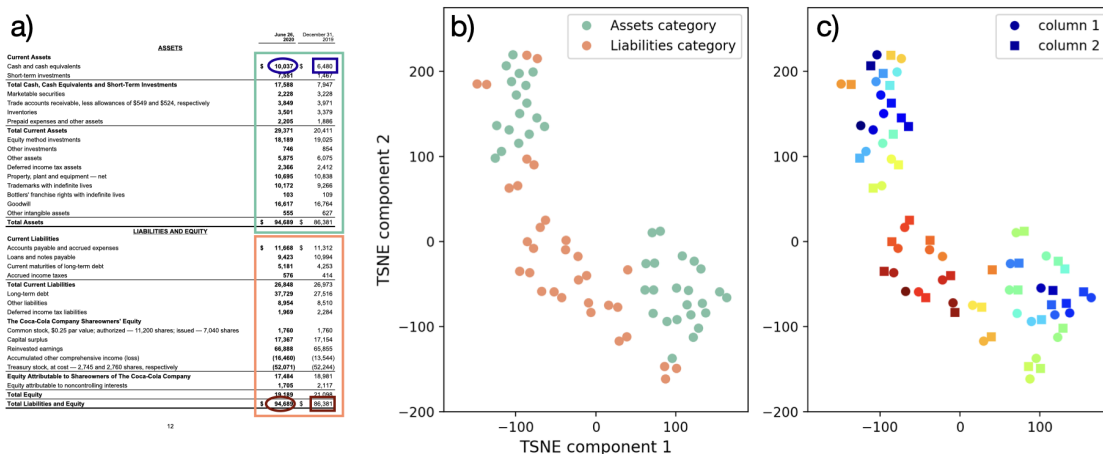 a)
June 26, 2020 December 31, 2019
ASSETS
Current Assets
Cash and cash equivalents $ 10,037 $ 6,480
Short-term investments 7,551 1,467
Total Cash, Cash Equivalents and Short-Term Investments 17,588 7,947
Marketable securities 2,228 3,228
Trade accounts receivable, less allowances of $549 and $524, respectively 3,849 3,971
Inventories 3,501 3,379
Prepaid expenses and other assets 2,205 1,886
Total Current Assets 29,371 20,411
Equity method investments 18,189 19,025
Other investments 746 854
Other assets 5,875 6,075
Deferred income tax assets 2,366 2,412
Property, plant and equipment — net 10,695 10,838
Trademarks with indefinite lives 10,172 9,266
Bottlers' franchise rights with indefinite lives 103 109
Goodwill 16,617 16,764
Other intangible assets 555 627
Total Assets $ 94,689 $ 86,381
LIABILITIES AND EQUITY
Current Liabilities
Accounts payable and accrued expenses $ 11,668 $ 11,312
Loans and notes payable 9,423 10,994
Current maturities of long-term debt 5,181 4,253
Accrued income taxes 576 414
Total Current Liabilities 26,848 26,973
Long-term debt 37,729 27,516
Other liabilities 8,954 8,510
Deferred income tax liabilities 1,969 2,284
The Coca-Cola Company Shareowners' Equity
Common stock, $0.25 par value; authorized — 11,200 shares; issued — 7,040 shares 1,760 1,760
Capital surplus 17,367 17,154
Reinvested earnings 66,888 65,855
Accumulated other comprehensive income (loss) (16,460) (13,544)
Treasury stock, at cost — 2,745 and 2,760 shares, respectively (52,071) (52,244)
Equity Attributable to Shareowners of The Coca-Cola Company 17,484 18,981
Equity attributable to noncontrolling interests 1,705 2,117
Total Equity 19,189 21,098
Total Liabilities and Equity $ 94,689 $ 86,381
12
b)
Assets category
Liabilities category
TSNE component 2
200
100
0
−100
−200
−100 0 100
TSNE component 1
c)
column 1
column 2
200
100
0
−100
−200
−100 0 100